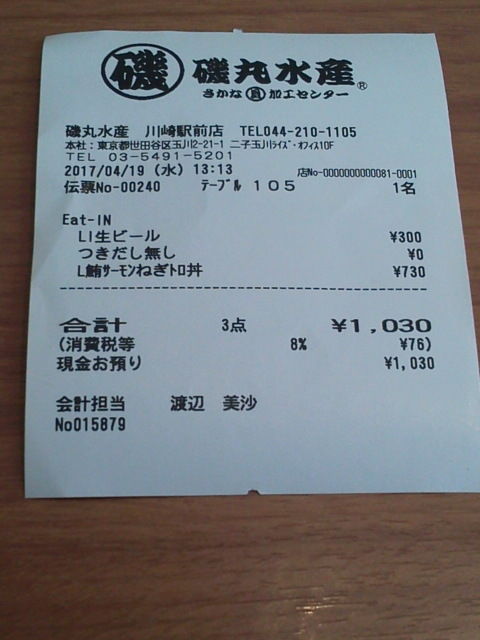 磯 磯丸水産®
さかな 員 加工センター
磯丸水産 川崎駅前店 TEL044-210-1105
本社:東京都世田谷区玉川2-21-1 二子玉川ライズ・オフィス10F
TEL 03-5491-5201
2017/04/19 (水) 13:13 店No-0000000000081-0001
伝票No-00240 テーブル 105 1名
Eat-IN
LI生ビール ¥300
つきだし無し ¥0
L鮪サーモンねぎトロ丼 ¥730
合計 3点 ¥1,030
(消費税等 8% ¥76)
現金お預り ¥1,030
会計担当 渡辺 美沙
No015879